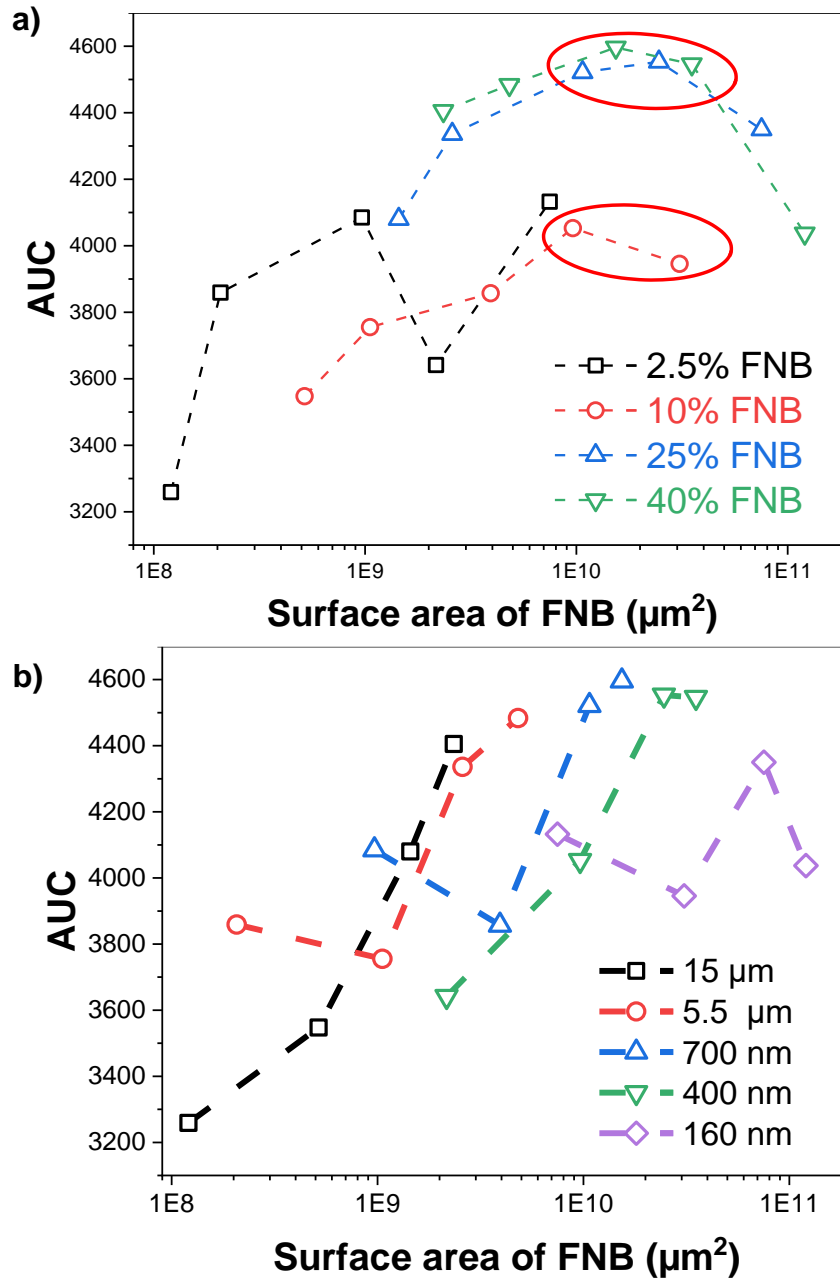 a)
4600
4400
4200
4000
3800
3600
3400
3200
AUC
2.5% FNB
10% FNB
25% FNB
40% FNB
1E8 1E9 1E10 1E11
Surface area of FNB (µm²)
b)
4600
4400
4200
4000
3800
3600
3400
3200
AUC
15 µm
5.5 µm
700 nm
400 nm
160 nm
1E8 1E9 1E10 1E11
Surface area of FNB (µm²)